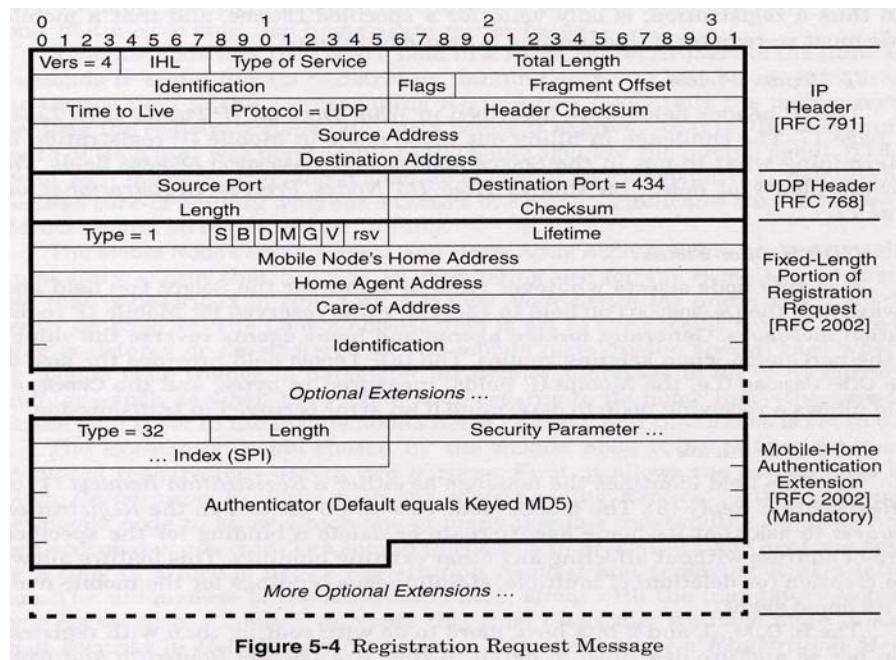 0 1 2 3
0 1 2 3 4 5 6 7 8 9 0 1 2 3 4 5 6 7 8 9 0 1 2 3 4 5 6 7 8 9 0 1
Vers = 4 IHL Type of Service Total Length
Identification Flags Fragment Offset
Time to Live Protocol = UDP Header Checksum
Source Address
Destination Address
IP
Header
[RFC 791]
Source Port Destination Port = 434
Length Checksum
UDP Header
[RFC 768]
Type = 1 S B D M G V rsv Lifetime
Mobile Node's Home Address
Home Agent Address
Care-of Address
Identification
Fixed-Length
Portion of
Registration
Request
[RFC 2002]
Optional Extensions ...
Type = 32 Length Security Parameter ...
... Index (SPI)
Authenticator (Default equals Keyed MD5)
Mobile-Home
Authentication
Extension
[RFC 2002]
(Mandatory)
More Optional Extensions ...
Figure 5-4 Registration Request Message